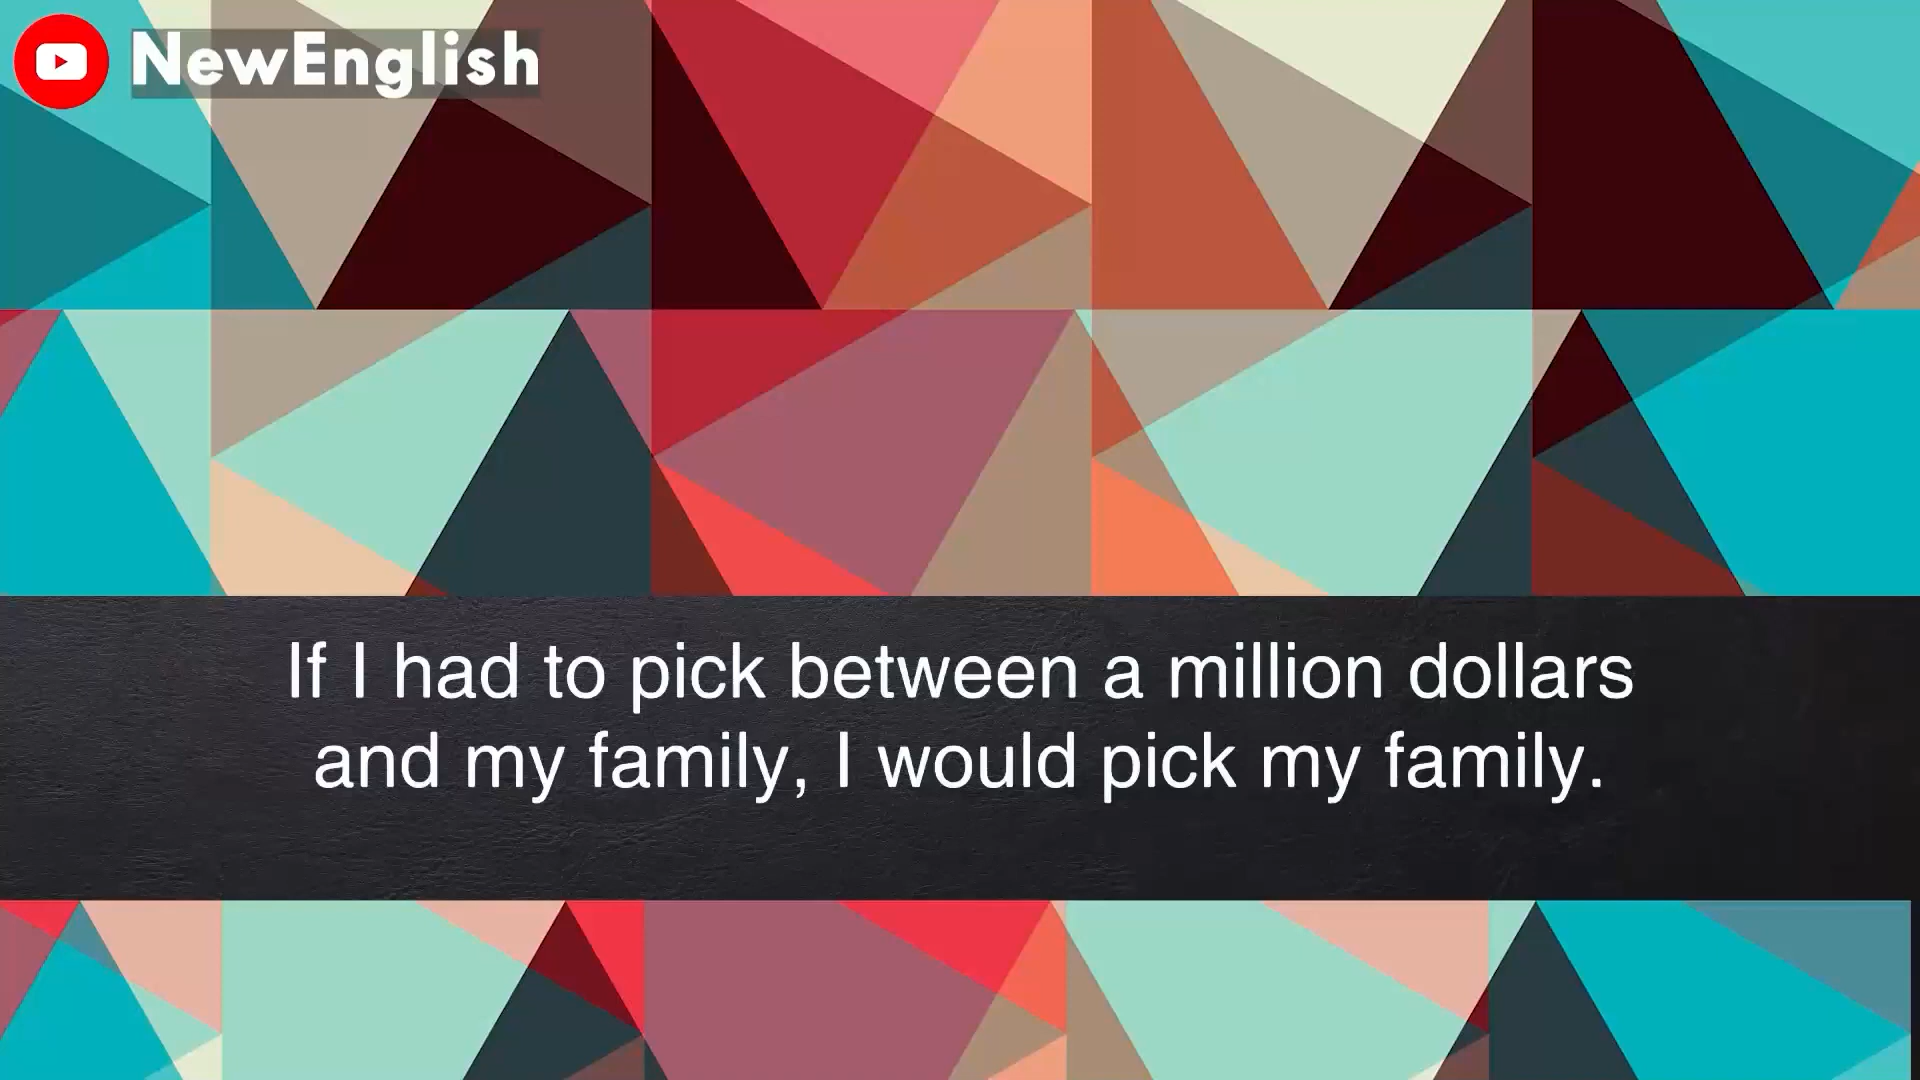 NewEnglish
If I had to pick between a million dollars
and my family, I would pick my family.